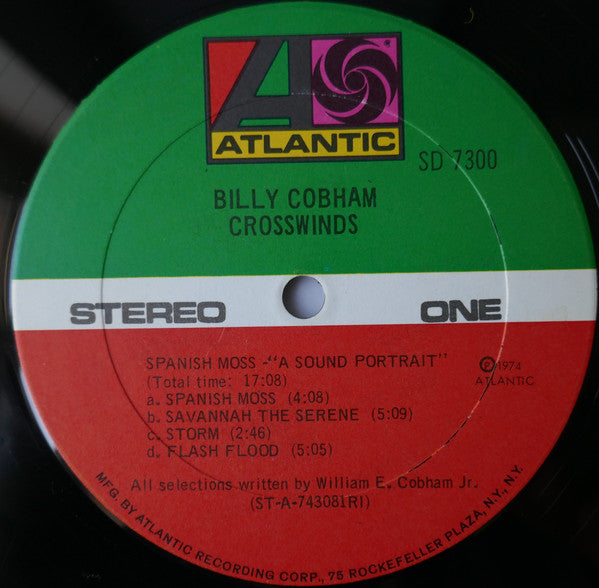 A
®
ATLANTIC
SD 7300
BILLY COBHAM
CROSSWINDS
STEREO ONE
SPANISH MOSS -"A SOUND PORTRAIT"
(Total time: 17:08)
a. SPANISH MOSS (4:08)
b. SAVANNAH THE SERENE (5:09)
c. STORM (2:46)
d. FLASH FLOOD (5:05)
℗1974
ATLANTIC
All selections written by William E. Cobham Jr.
(ST-A-743081RI)
MFG. BY ATLANTIC RECORDING CORP., 75 ROCKEFELLER PLAZA, N.Y., N.Y.